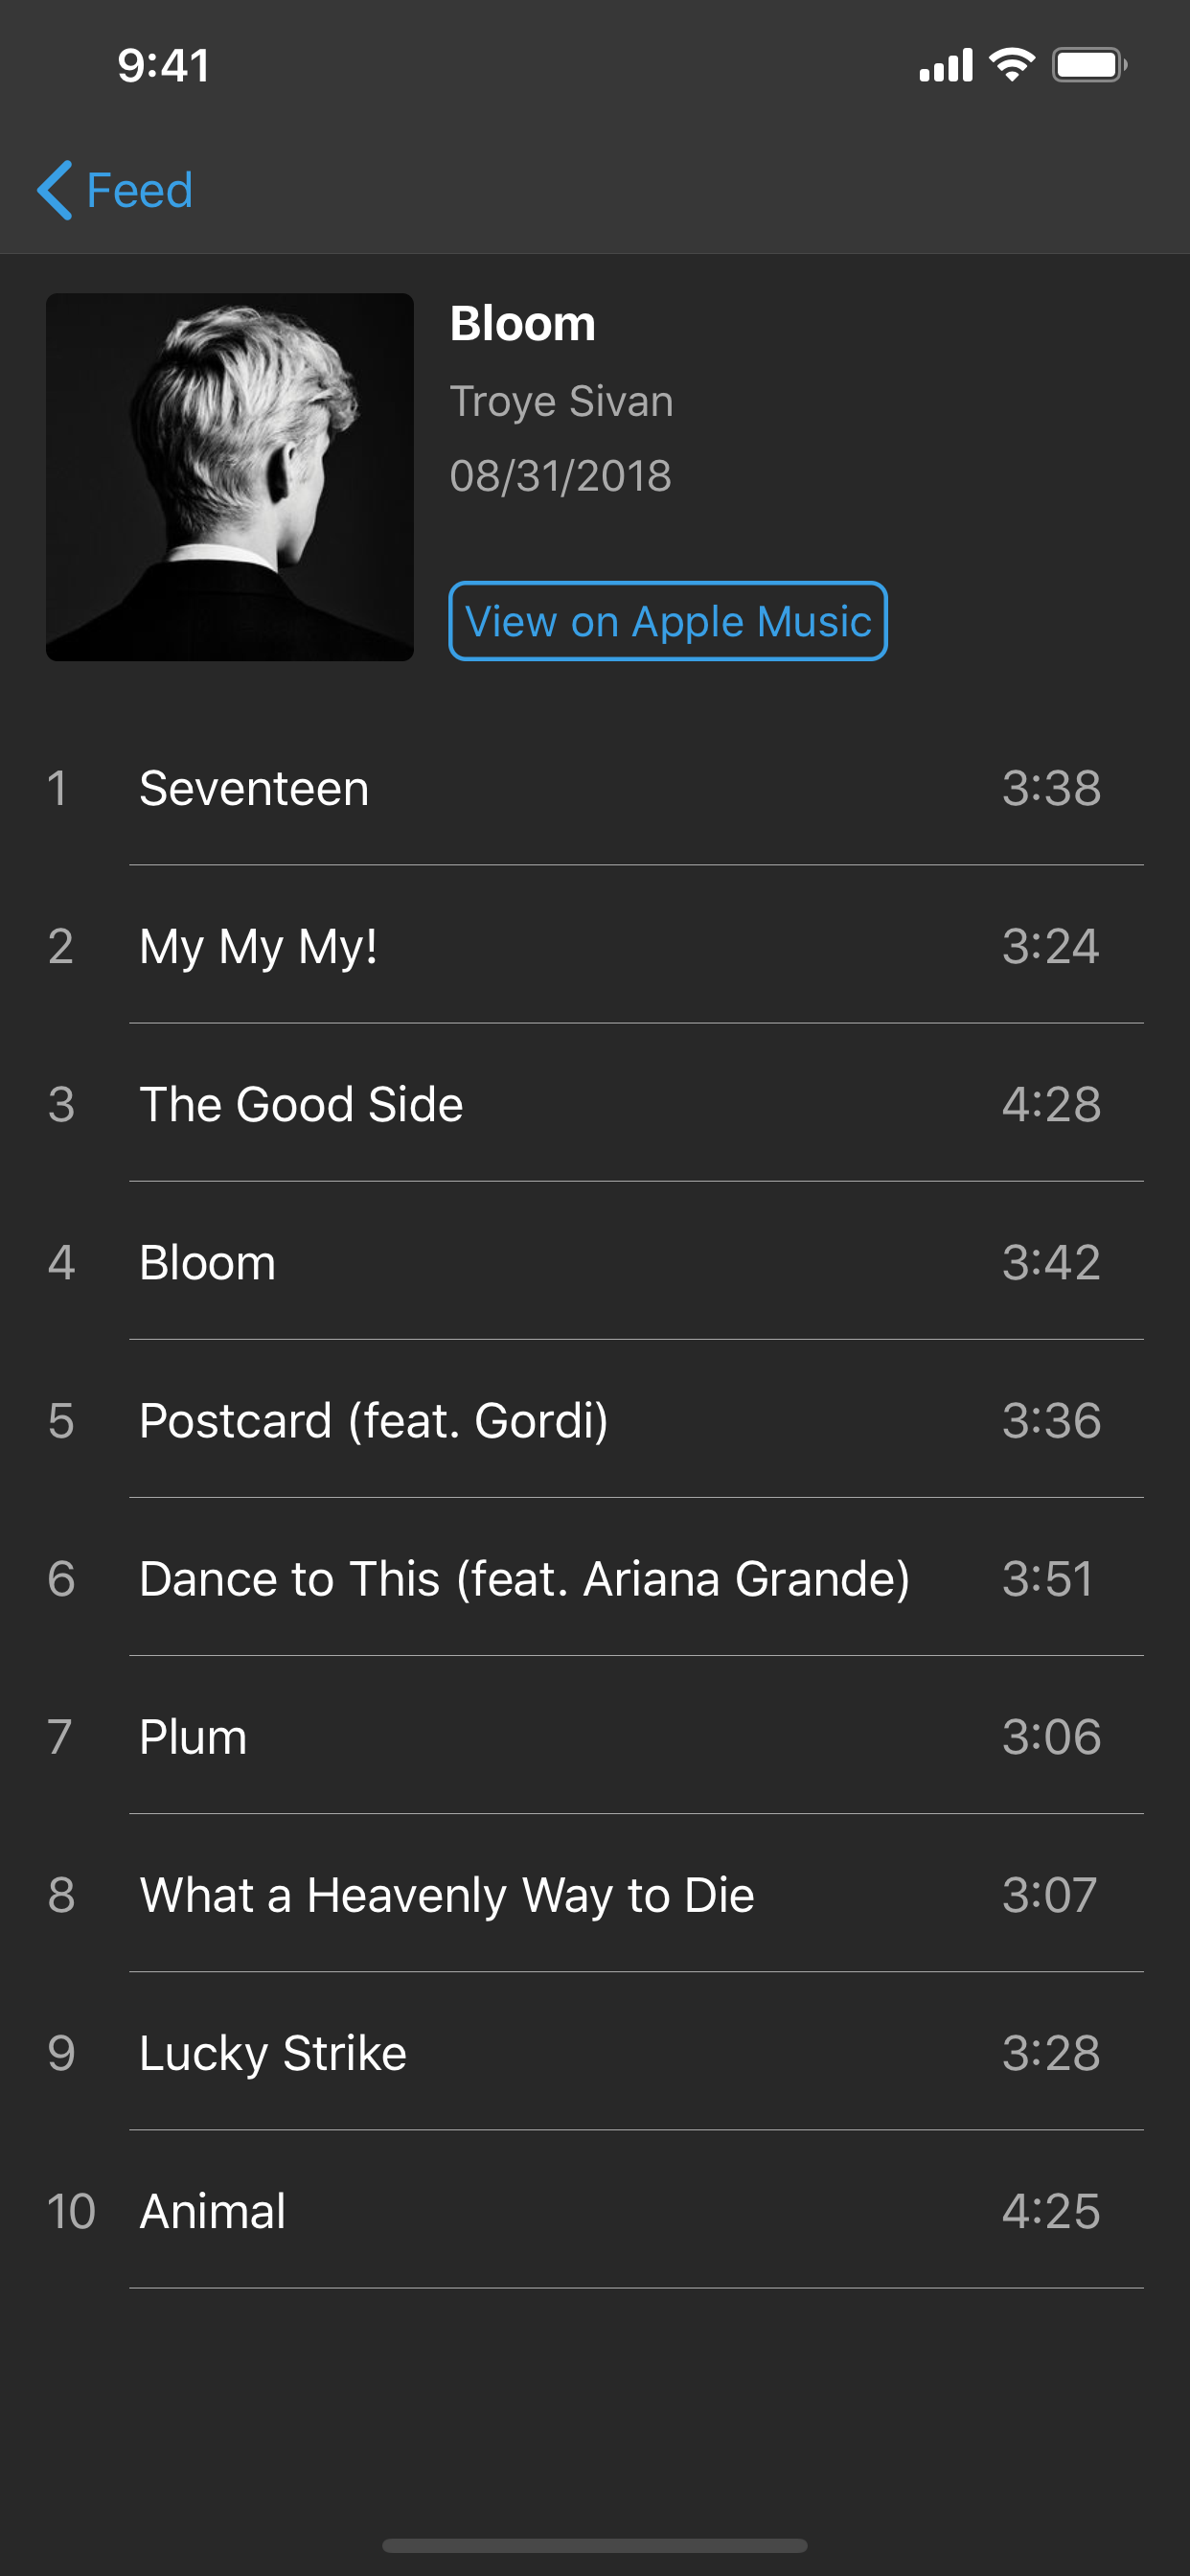 9:41
Feed
Bloom
Troye Sivan
08/31/2018
View on Apple Music
1 Seventeen 3:38
2 My My My! 3:24
3 The Good Side 4:28
4 Bloom 3:42
5 Postcard (feat. Gordi) 3:36
6 Dance to This (feat. Ariana Grande) 3:51
7 Plum 3:06
8 What a Heavenly Way to Die 3:07
9 Lucky Strike 3:28
10 Animal 4:25